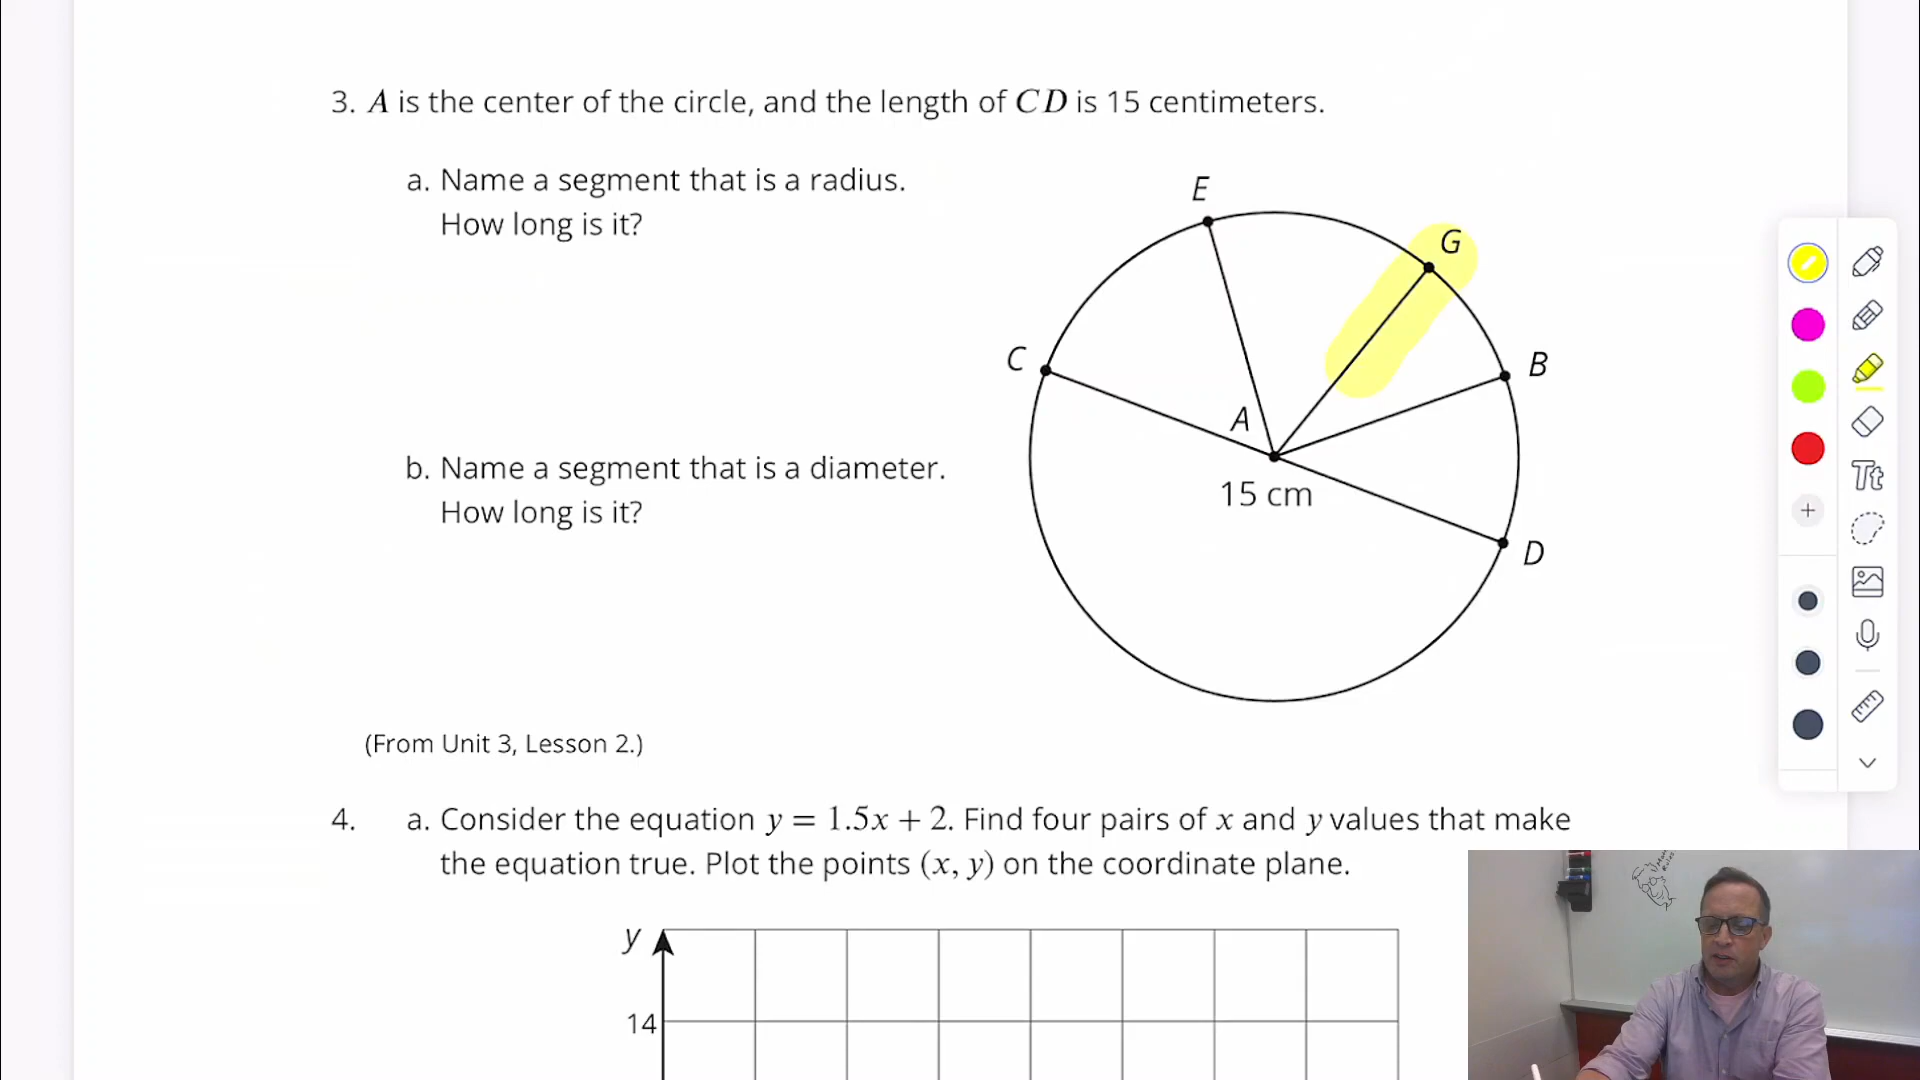 3. A is the center of the circle, and the length of CD is 15 centimeters.
a. Name a segment that is a radius.
How long is it?
E
G
C
B
A
15 cm
D
b. Name a segment that is a diameter.
How long is it?
(From Unit 3, Lesson 2.)
4. a. Consider the equation y = 1.5x + 2. Find four pairs of x and y values that make
the equation true. Plot the points (x, y) on the coordinate plane.
y
14
Tt